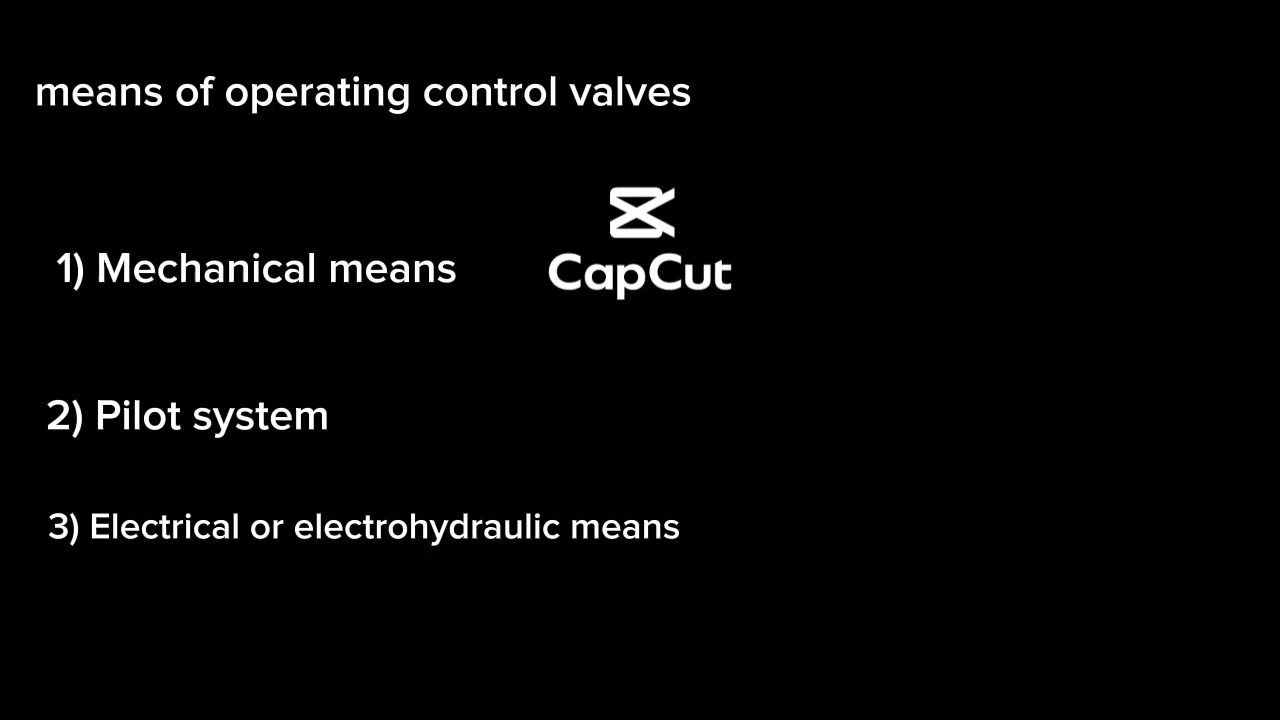 means of operating control valves
1) Mechanical means
CapCut
2) Pilot system
3) Electrical or electrohydraulic means